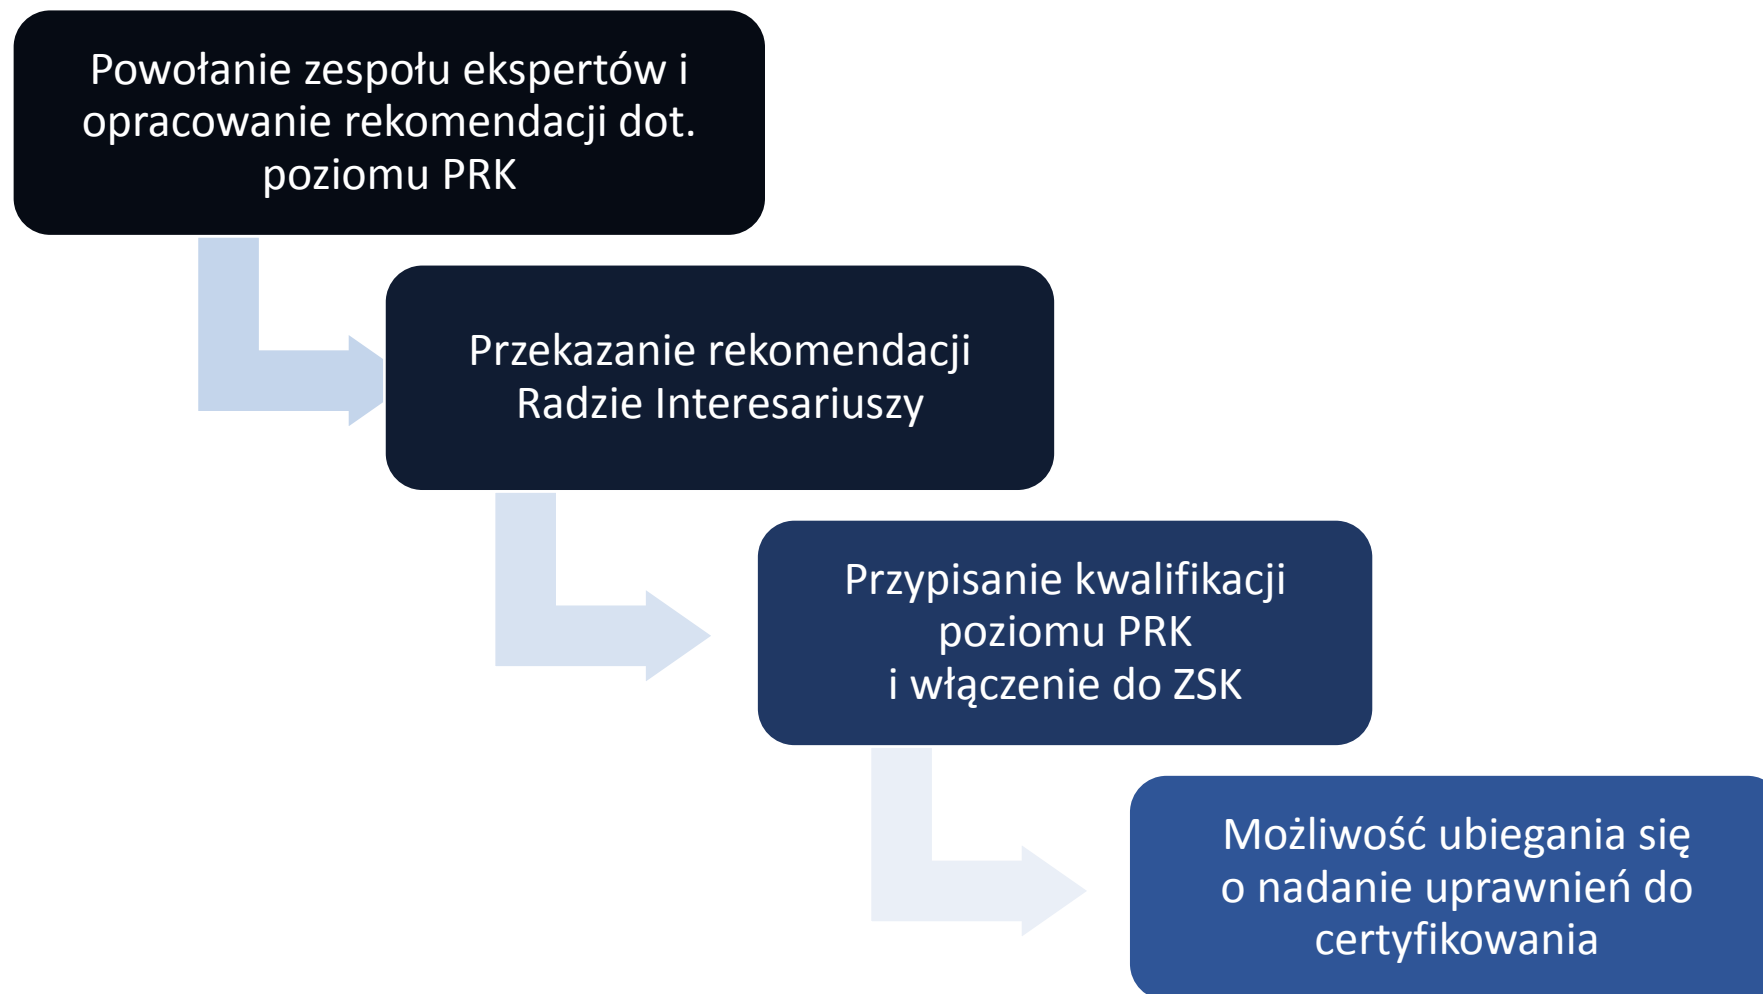 Powołanie zespołu ekspertów i
opracowanie rekomendacji dot.
poziomu PRK
Przekazanie rekomendacji
Radzie Interesariuszy
Przypisanie kwalifikacji
poziomu PRK
i włączenie do ZSK
Możliwość ubiegania się
o nadanie uprawnień do
certyfikowania